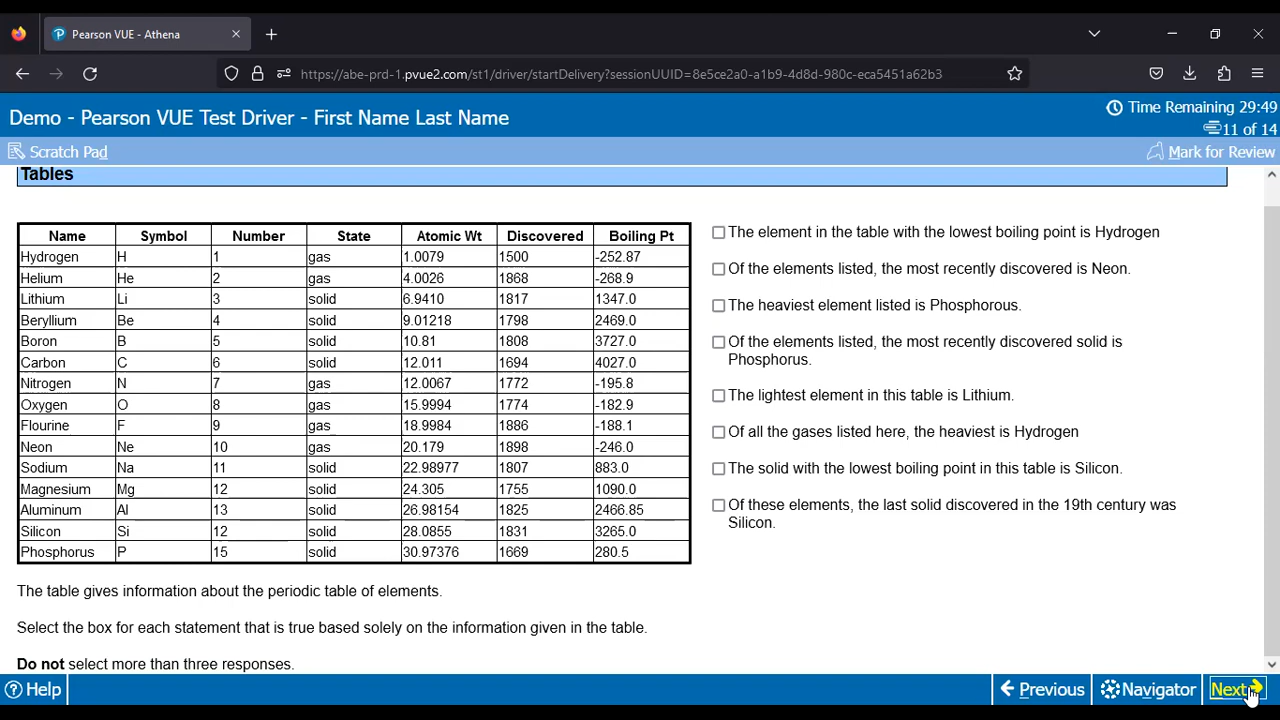 Pearson VUE - Athena
https://abe-prd-1.pvue2.com/st1/driver/startDelivery?sessionUUID=8e5ce2a0-a1b9-4d8d-980c-eca5451a62b3
Demo - Pearson VUE Test Driver - First Name Last Name
Time Remaining 29:49
11 of 14
Scratch Pad
Mark for Review
Tables
Name Symbol Number State Atomic Wt Discovered Boiling Pt
Hydrogen H 1 gas 1.0079 1500 -252.87
Helium He 2 gas 4.0026 1868 -268.9
Lithium Li 3 solid 6.9410 1817 1347.0
Beryllium Be 4 solid 9.01218 1798 2469.0
Boron B 5 solid 10.81 1808 3727.0
Carbon C 6 solid 12.011 1694 4027.0
Nitrogen N 7 gas 12.0067 1772 -195.8
Oxygen O 8 gas 15.9994 1774 -182.9
Flourine F 9 gas 18.9984 1886 -188.1
Neon Ne 10 gas 20.179 1898 -246.0
Sodium Na 11 solid 22.98977 1807 883.0
Magnesium Mg 12 solid 24.305 1755 1090.0
Aluminum Al 13 solid 26.98154 1825 2466.85
Silicon Si 12 solid 28.0855 1831 3265.0
Phosphorus P 15 solid 30.97376 1669 280.5
The table gives information about the periodic table of elements.
Select the box for each statement that is true based solely on the information given in the table.
Do not select more than three responses.
The element in the table with the lowest boiling point is Hydrogen
Of the elements listed, the most recently discovered is Neon.
The heaviest element listed is Phosphorous.
Of the elements listed, the most recently discovered solid is
Phosphorus.
The lightest element in this table is Lithium.
Of all the gases listed here, the heaviest is Hydrogen
The solid with the lowest boiling point in this table is Silicon.
Of these elements, the last solid discovered in the 19th century was
Silicon.
Help
Previous
Navigator
Next